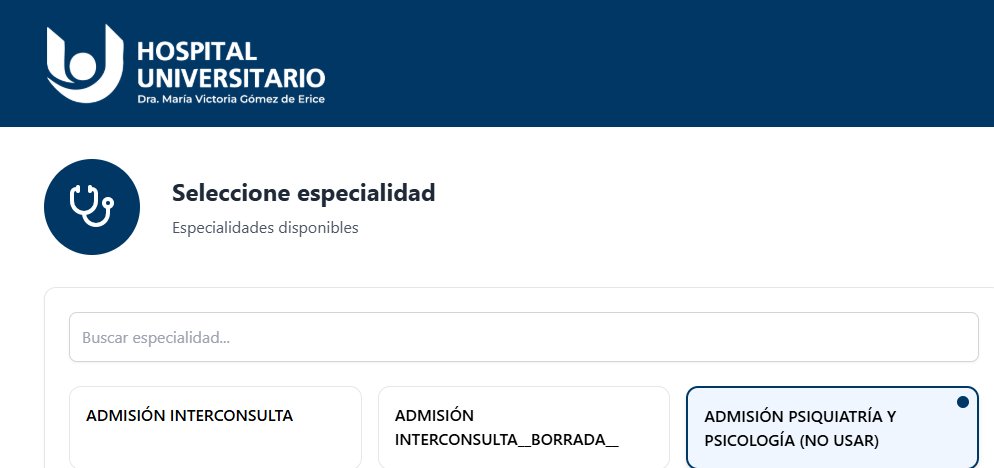 HOSPITAL
UNIVERSITARIO
Dra. María Victoria Gómez de Erice
Seleccione especialidad
Especialidades disponibles
Buscar especialidad...
ADMISIÓN INTERCONSULTA
ADMISIÓN
INTERCONSULTA__BORRADA__
ADMISIÓN PSIQUIATRÍA Y
PSICOLOGÍA (NO USAR)